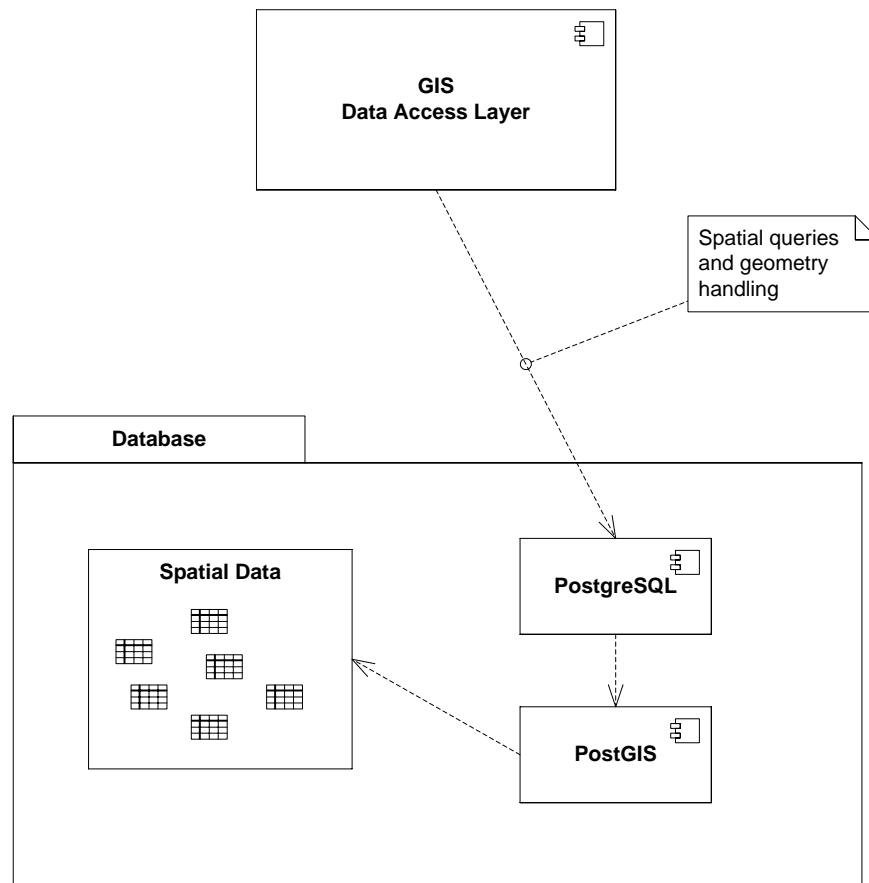 GIS
Data Access Layer
Spatial queries
and geometry
handling
Database
Spatial Data
PostgreSQL
PostGIS